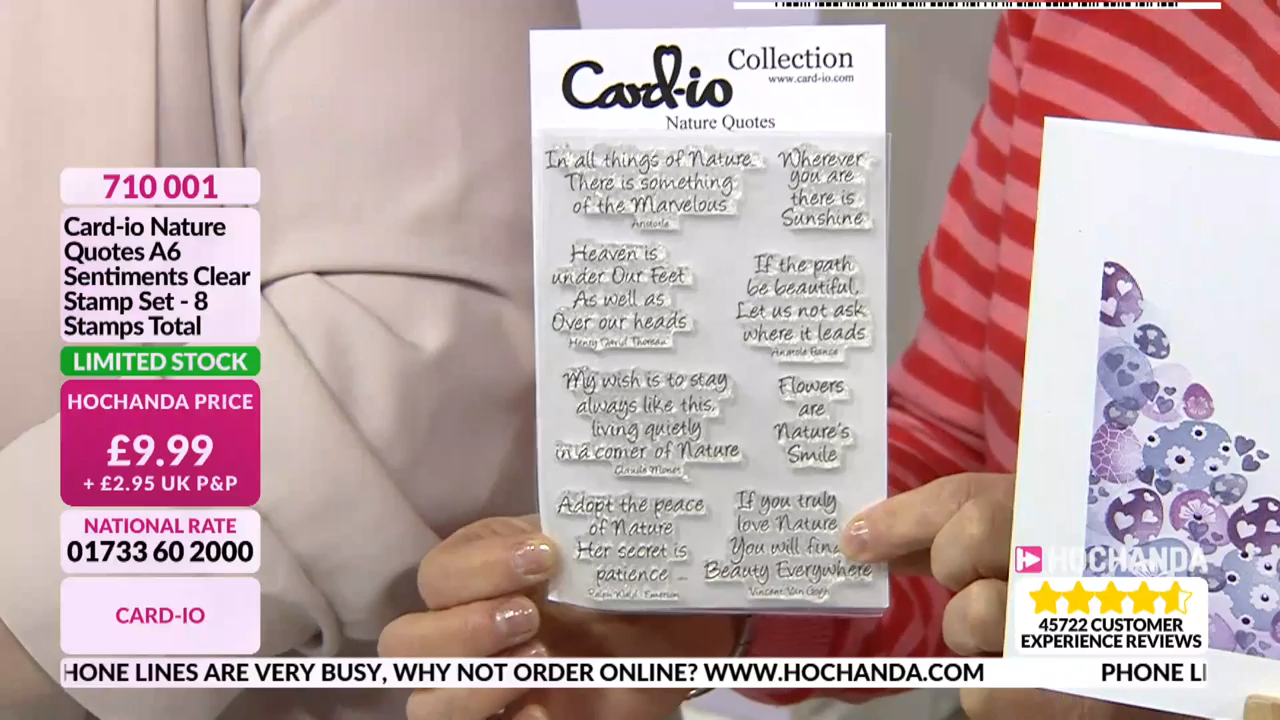 710 001
Card-io Nature
Quotes A6
Sentiments Clear
Stamp Set - 8
Stamps Total
LIMITED STOCK
HOCHANDA PRICE
£9.99
+ £2.95 UK P&P
NATIONAL RATE
01733 60 2000
CARD-IO
Card-io Collection
www.card-io.com
Nature Quotes
In all things of Nature
There is something
of the Marvelous
Aristotle
Wherever
you are
there is
Sunshine
Heaven is
under Our Feet
As well as
Over our heads
Henry David Thoreau
If the path
be beautiful,
Let us not ask
where it leads
Anatole France
My wish is to stay
always like this,
living quietly
in a corner of Nature
Claude Monet
Flowers
are
Nature's
Smile
Adopt the peace
of Nature
Her secret is
patience
Ralph Waldo Emerson
If you truly
love Nature
You will find
Beauty Everywhere
Vincent Van Gogh
HOCHANDA
45722 CUSTOMER
EXPERIENCE REVIEWS
HONE LINES ARE VERY BUSY, WHY NOT ORDER ONLINE? WWW.HOCHANDA.COM PHONE LI